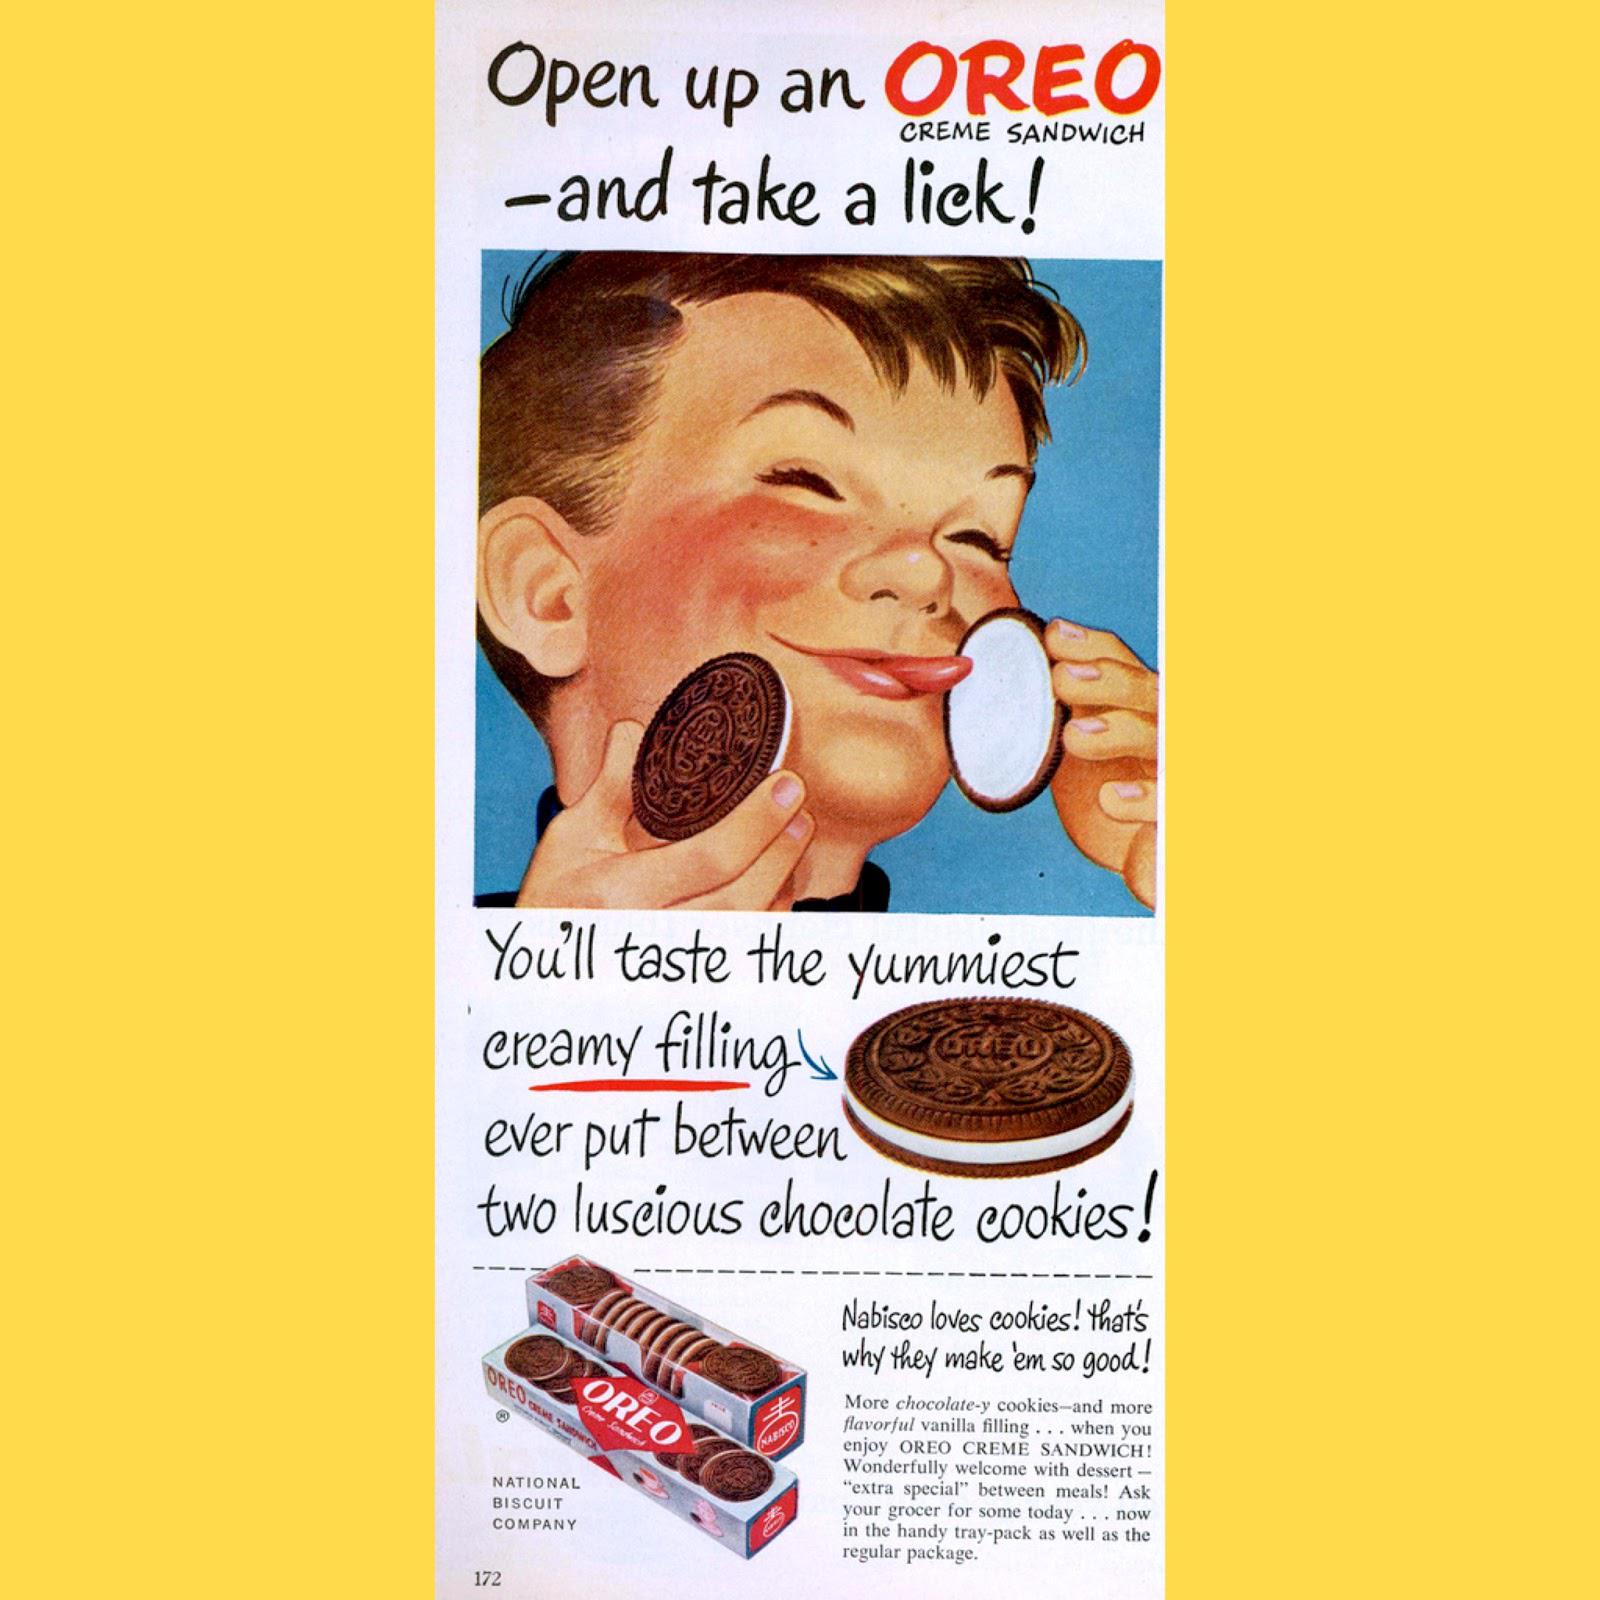 Open up an OREO
CREME SANDWICH
—and take a lick!
OREO
You'll taste the yummiest
creamy filling
OREO
ever put between
two luscious chocolate cookies!
NABISCO
OREO
Creme Sandwich
OREO CREME SANDWICH
®
NATIONAL
BISCUIT
COMPANY
Nabisco loves cookies! that's
why they make 'em so good!
More chocolate-y cookies—and more
flavorful vanilla filling . . . when you
enjoy OREO CREME SANDWICH!
Wonderfully welcome with dessert —
“extra special” between meals! Ask
your grocer for some today . . . now
in the handy tray-pack as well as the
regular package.
172